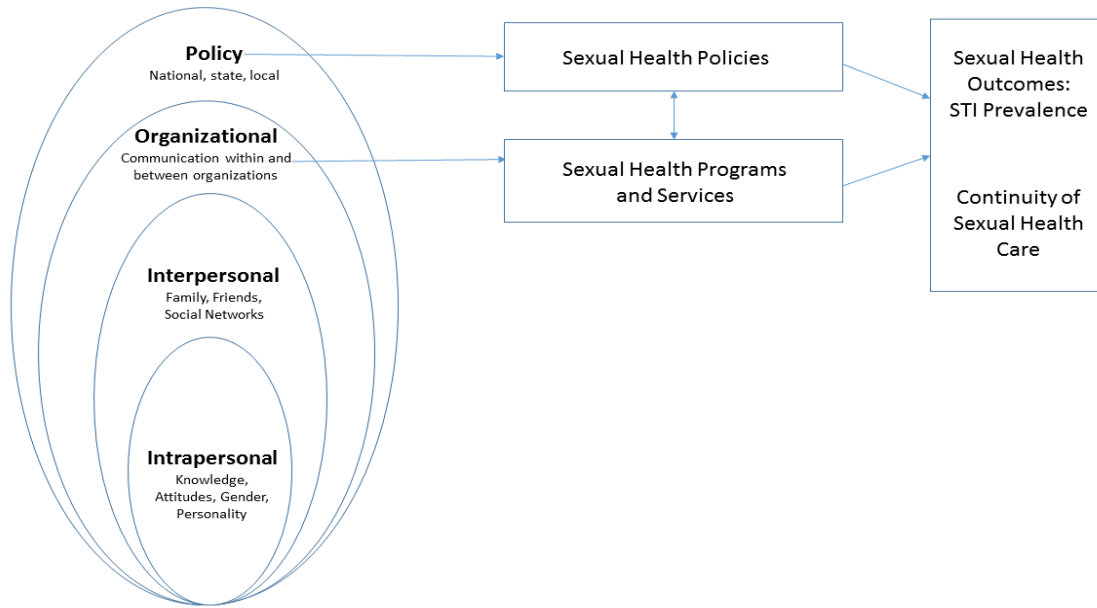 Policy
National, state, local
Organizational
Communication within and
between organizations
Interpersonal
Family, Friends,
Social Networks
Intrapersonal
Knowledge,
Attitudes, Gender,
Personality
Sexual Health Policies
Sexual Health Programs
and Services
Sexual Health
Outcomes:
STI Prevalence
Continuity of
Sexual Health
Care